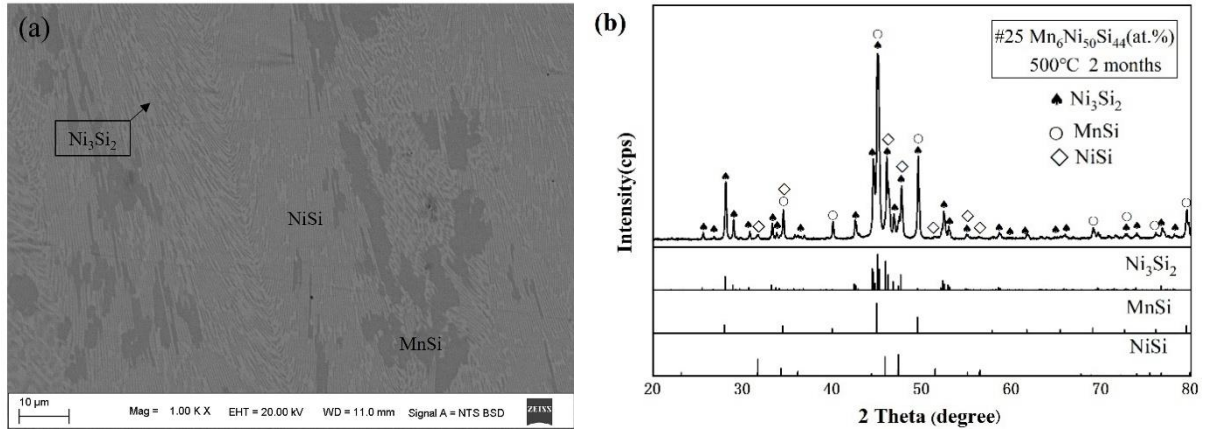 (a)
Ni₃Si₂
NiSi
MnSi
10 μm
Mag = 1.00 K X
EHT = 20.00 kV
WD = 11.0 mm
Signal A = NTS BSD
ZEISS
(b)
#25 Mn₆Ni₅₀Si₄₄(at.%)
500°C 2 months
Ni₃Si₂
MnSi
NiSi
Intensity(cps)
Ni₃Si₂
MnSi
NiSi
20 30 40 50 60 70 80
2 Theta (degree)